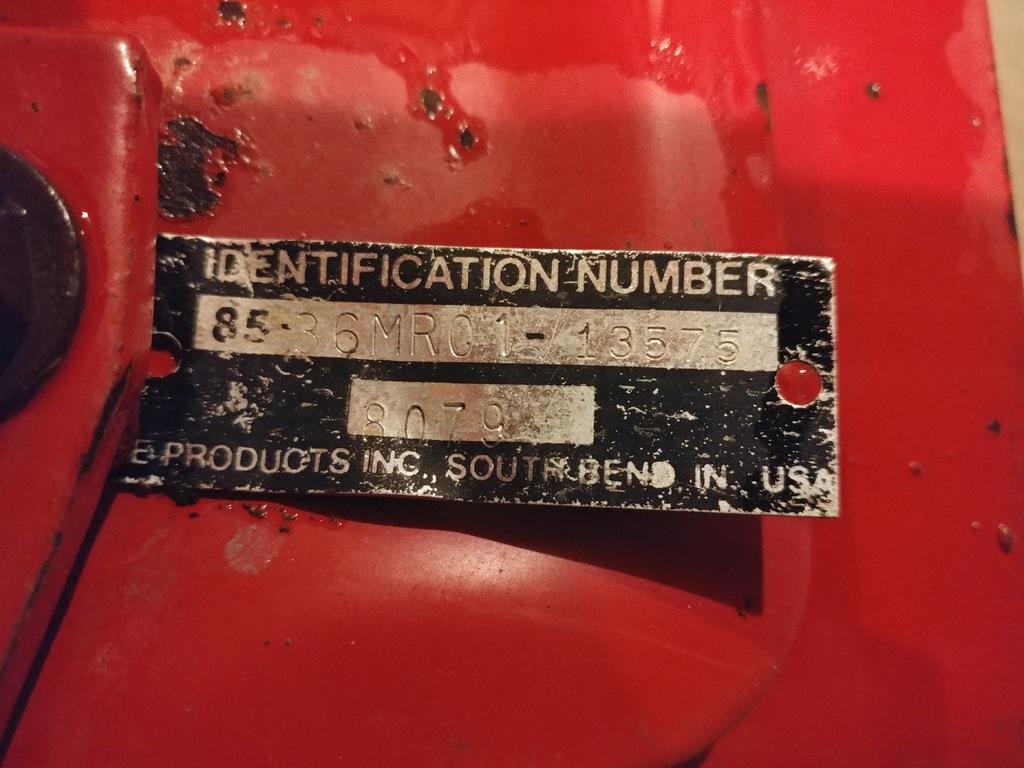 IDENTIFICATION NUMBER
85-36MR01-13575
8079
E PRODUCTS INC., SOUTH BEND, IN. USA